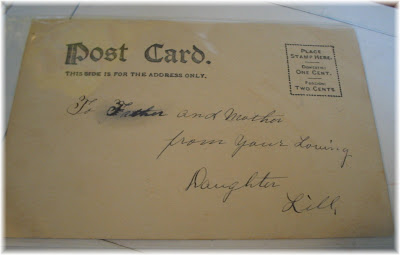 Post Card.
THIS SIDE IS FOR THE ADDRESS ONLY.
PLACE
STAMP HERE.
DOMESTIC
ONE CENT.
FOREIGN
TWO CENTS.
To Father and Mother
from Your Loving
Daughter
Lill